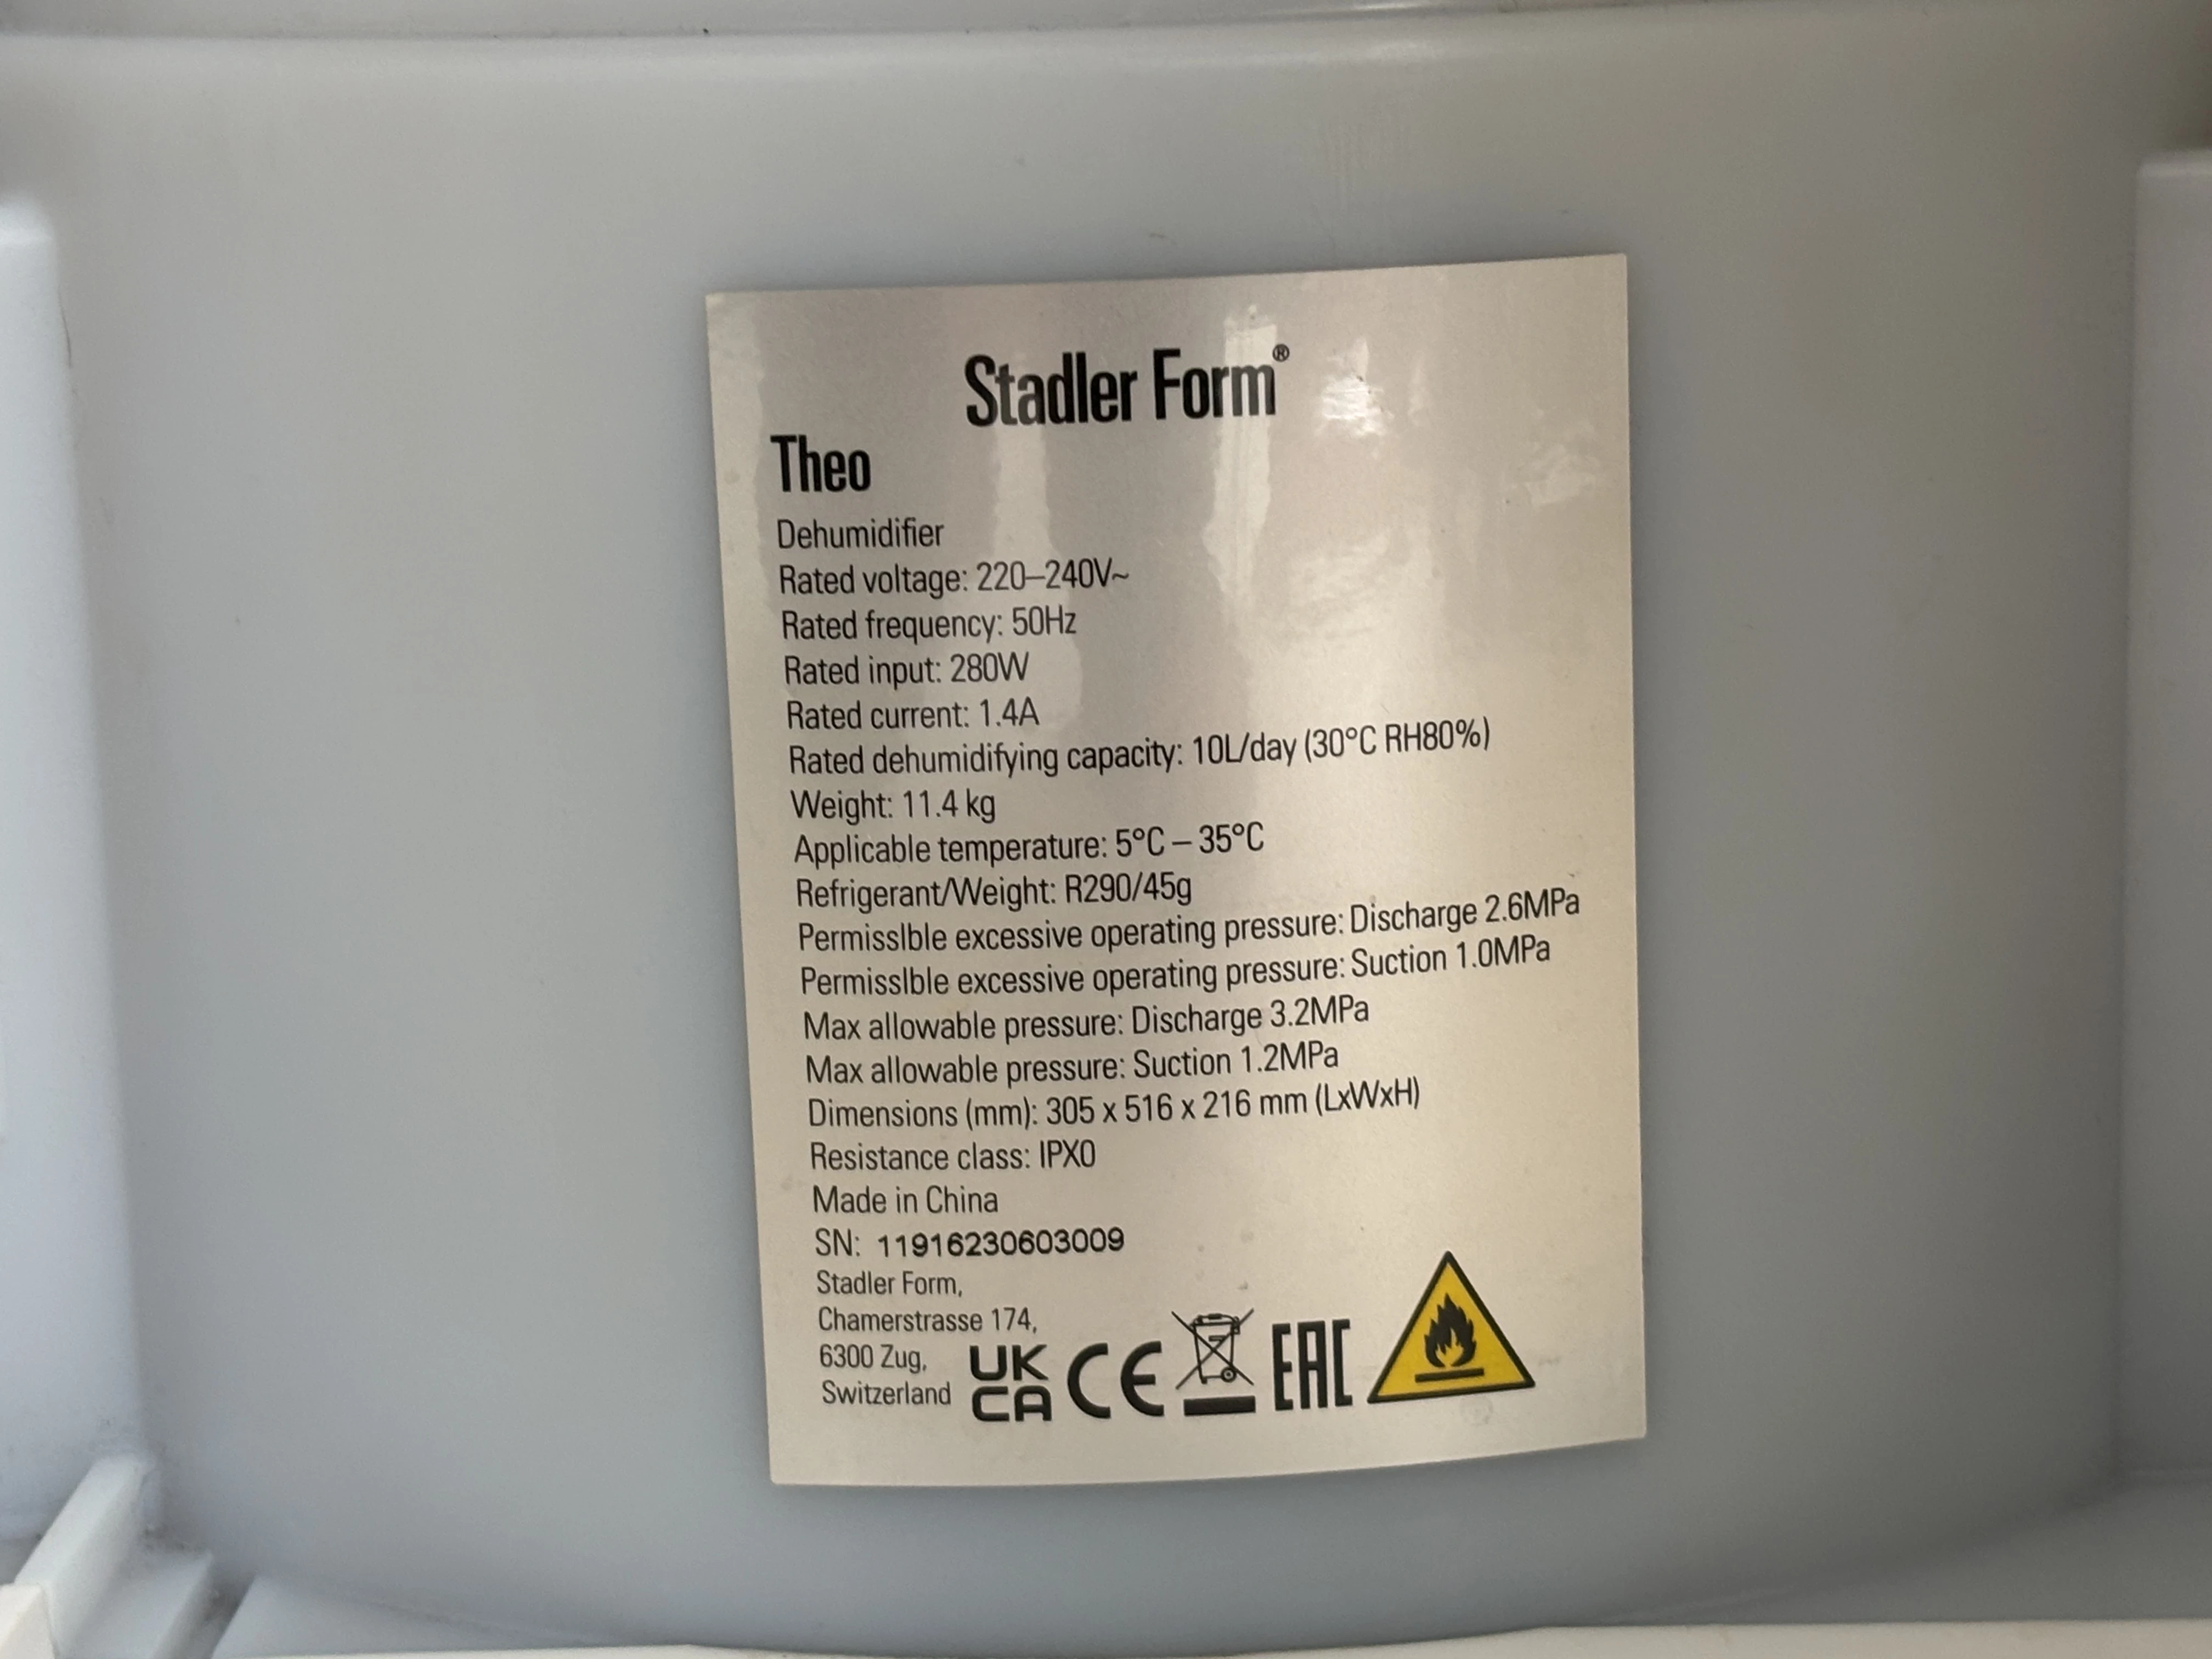 Stadler Form®
Theo
Dehumidifier
Rated voltage: 220–240V~
Rated frequency: 50Hz
Rated input: 280W
Rated current: 1.4A
Rated dehumidifying capacity: 10L/day (30°C RH80%)
Weight: 11.4 kg
Applicable temperature: 5°C – 35°C
Refrigerant/Weight: R290/45g
Permisslble excessive operating pressure: Discharge 2.6MPa
Permisslble excessive operating pressure: Suction 1.0MPa
Max allowable pressure: Discharge 3.2MPa
Max allowable pressure: Suction 1.2MPa
Dimensions (mm): 305 x 516 x 216 mm (LxWxH)
Resistance class: IPX0
Made in China
SN: 11916230603009
Stadler Form,
Chamerstrasse 174,
6300 Zug,
Switzerland
UK
CA
CE
EAC